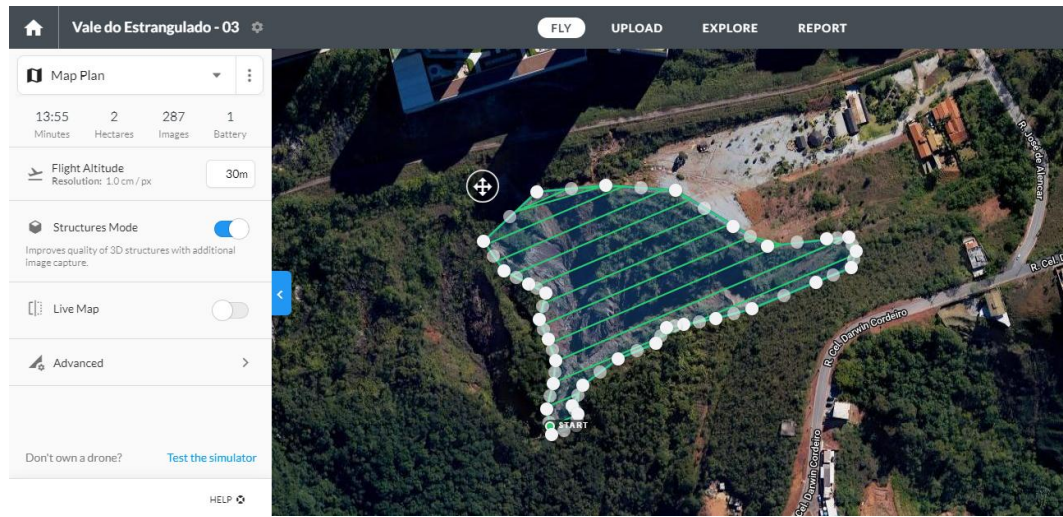 Vale do Estrangulado - 03
FLY UPLOAD EXPLORE REPORT
Map Plan
13:55 2 287 1
Minutes Hectares Images Battery
Flight Altitude
Resolution: 1.0 cm / px
30m
Structures Mode
Improves quality of 3D structures with additional
image capture.
Live Map
Advanced
Don't own a drone? Test the simulator
HELP
START
R. José de Alencar
R. Cel. D
R. Cel. Darwin Cordeiro
Cel. Darwin Cordeiro